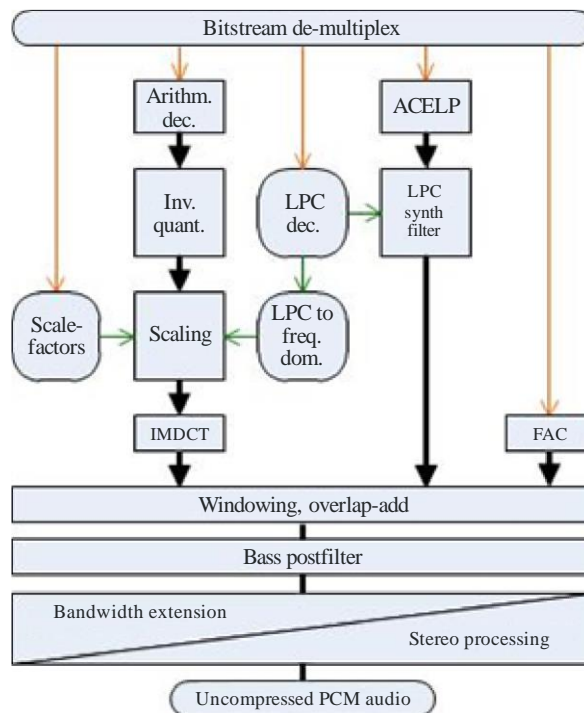 Bitstream de-multiplex
Arithm.
dec.
ACELP
Inv.
quant.
LPC
dec.
LPC
synth
filter
Scale-
factors
Scaling
LPC to
freq.
dom.
IMDCT
FAC
Windowing, overlap-add
Bass postfilter
Bandwidth extension
Stereo processing
Uncompressed PCM audio